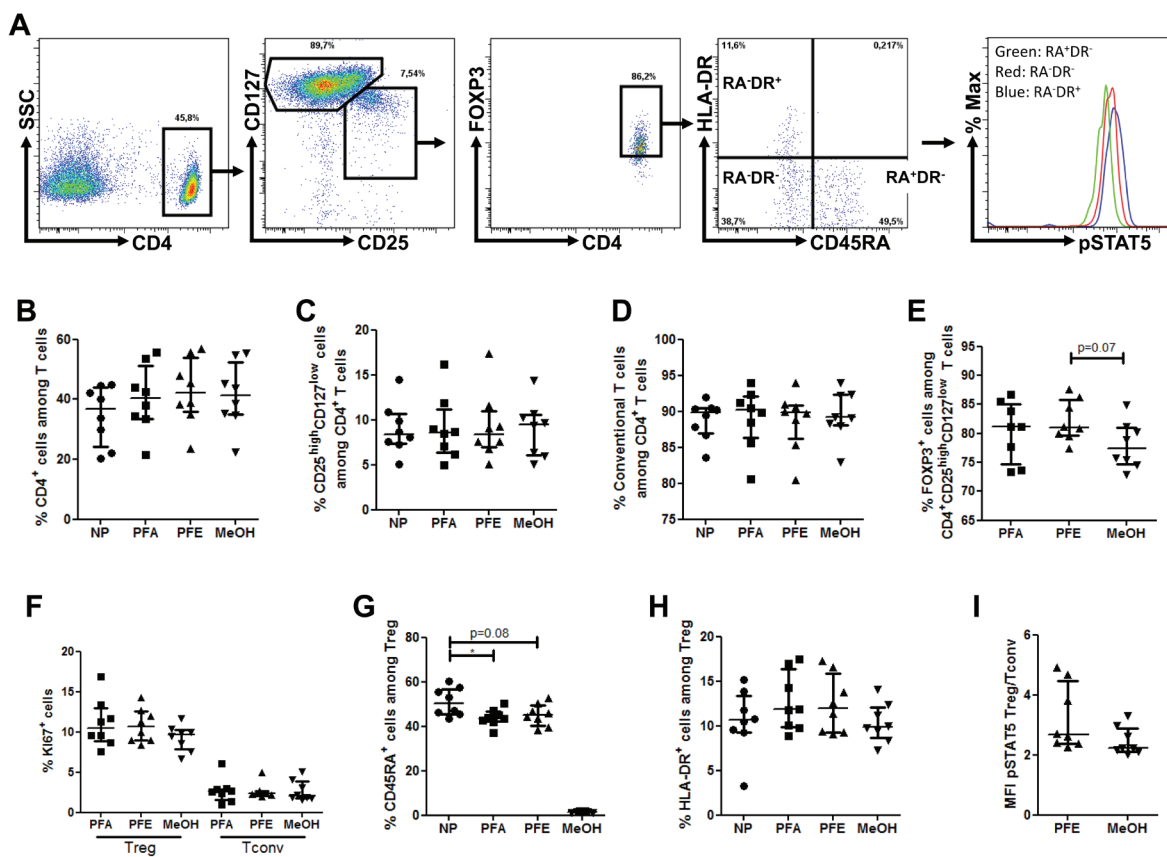 A
SSC
45,8%
CD4
CD127
89,7%
7,54%
CD25
FOXP3
86,2%
CD4
HLA-DR
11,6%
0,217%
RA⁻DR⁺
RA⁻DR⁻
RA⁺DR⁻
38,7%
49,5%
CD45RA
% Max
Green: RA⁺DR⁻
Red: RA⁻DR⁻
Blue: RA⁻DR⁺
pSTAT5
B
% CD4⁺ cells among T cells
60
40
20
0
NP PFA PFE MeOH
C
% CD25ʰⁱᵍʰCD127ˡᵒʷ cells
among CD4⁺ T cells
20
15
10
5
0
NP PFA PFE MeOH
D
% Conventional T cells
among CD4⁺ T cells
100
95
90
85
80
75
NP PFA PFE MeOH
E
% FOXP3⁺ cells among
CD4⁺CD25ʰⁱᵍʰCD127ˡᵒʷ T cells
p=0.07
95
90
85
80
75
70
65
PFA PFE MeOH
F
% KI67⁺ cells
20
15
10
5
0
PFA PFE MeOH PFA PFE MeOH
Treg Tconv
G
% CD45RA⁺ cells among Treg
p=0.08
*
80
60
40
20
0
NP PFA PFE MeOH
H
% HLA-DR⁺ cells among Treg
20
15
10
5
0
NP PFA PFE MeOH
I
MFI pSTAT5 Treg/Tconv
6
4
2
0
PFE MeOH